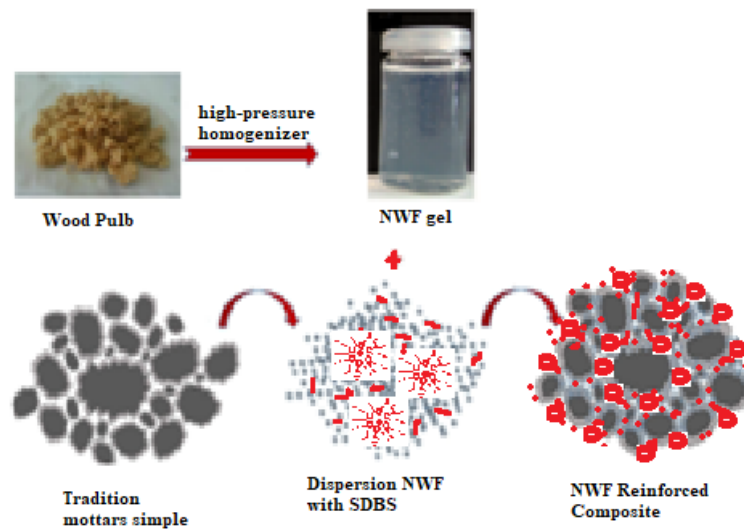 high-pressure
homogenizer
Wood Pulb
NWF gel
Tradition
mottars simple
Dispersion NWF
with SDBS
NWF Reinforced
Composite